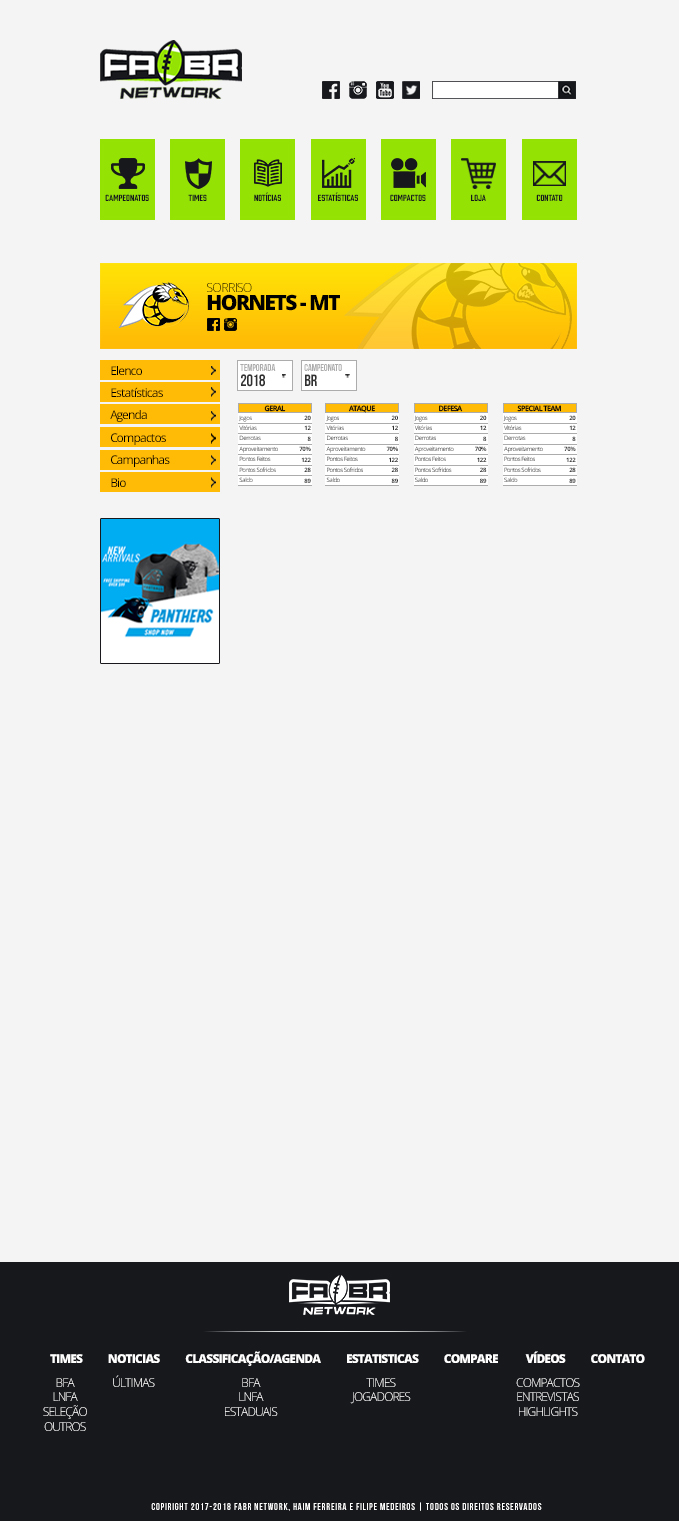 FABR
NETWORK
You
Tube
CAMPEONATOS TIMES NOTÍCIAS ESTATÍSTICAS COMPACTOS LOJA CONTATO
SORRISO
HORNETS - MT
Elenco
Estatísticas
Agenda
Compactos
Campanhas
Bio
TEMPORADA
2018
CAMPEONATO
BR
GERAL ATAQUE DEFESA SPECIAL TEAM
Jogos 20 Jogos 20 Jogos 20 Jogos 20
Vitórias 12 Vitórias 12 Vitórias 12 Vitórias 12
Derrotas 8 Derrotas 8 Derrotas 8 Derrotas 8
Aproveitamento 70% Aproveitamento 70% Aproveitamento 70% Aproveitamento 70%
Pontos Feitos 122 Pontos Feitos 122 Pontos Feitos 122 Pontos Feitos 122
Pontos Sofridos 28 Pontos Sofridos 28 Pontos Sofridos 28 Pontos Sofridos 28
Saldo 89 Saldo 89 Saldo 89 Saldo 89
NEW
ARRIVALS
FREE SHIPPING
PANTHERS
SHOP NOW
FABR
NETWORK
TIMES NOTICIAS CLASSIFICAÇÃO/AGENDA ESTATISTICAS COMPARE VÍDEOS CONTATO
BFA ÚLTIMAS BFA TIMES COMPACTOS
LNFA LNFA JOGADORES ENTREVISTAS
SELEÇÃO ESTADUAIS HIGHLIGHTS
OUTROS
COPIRIGHT 2017-2018 FABR NETWORK, HAIM FERREIRA E FILIPE MEDEIROS | TODOS OS DIREITOS RESERVADOS